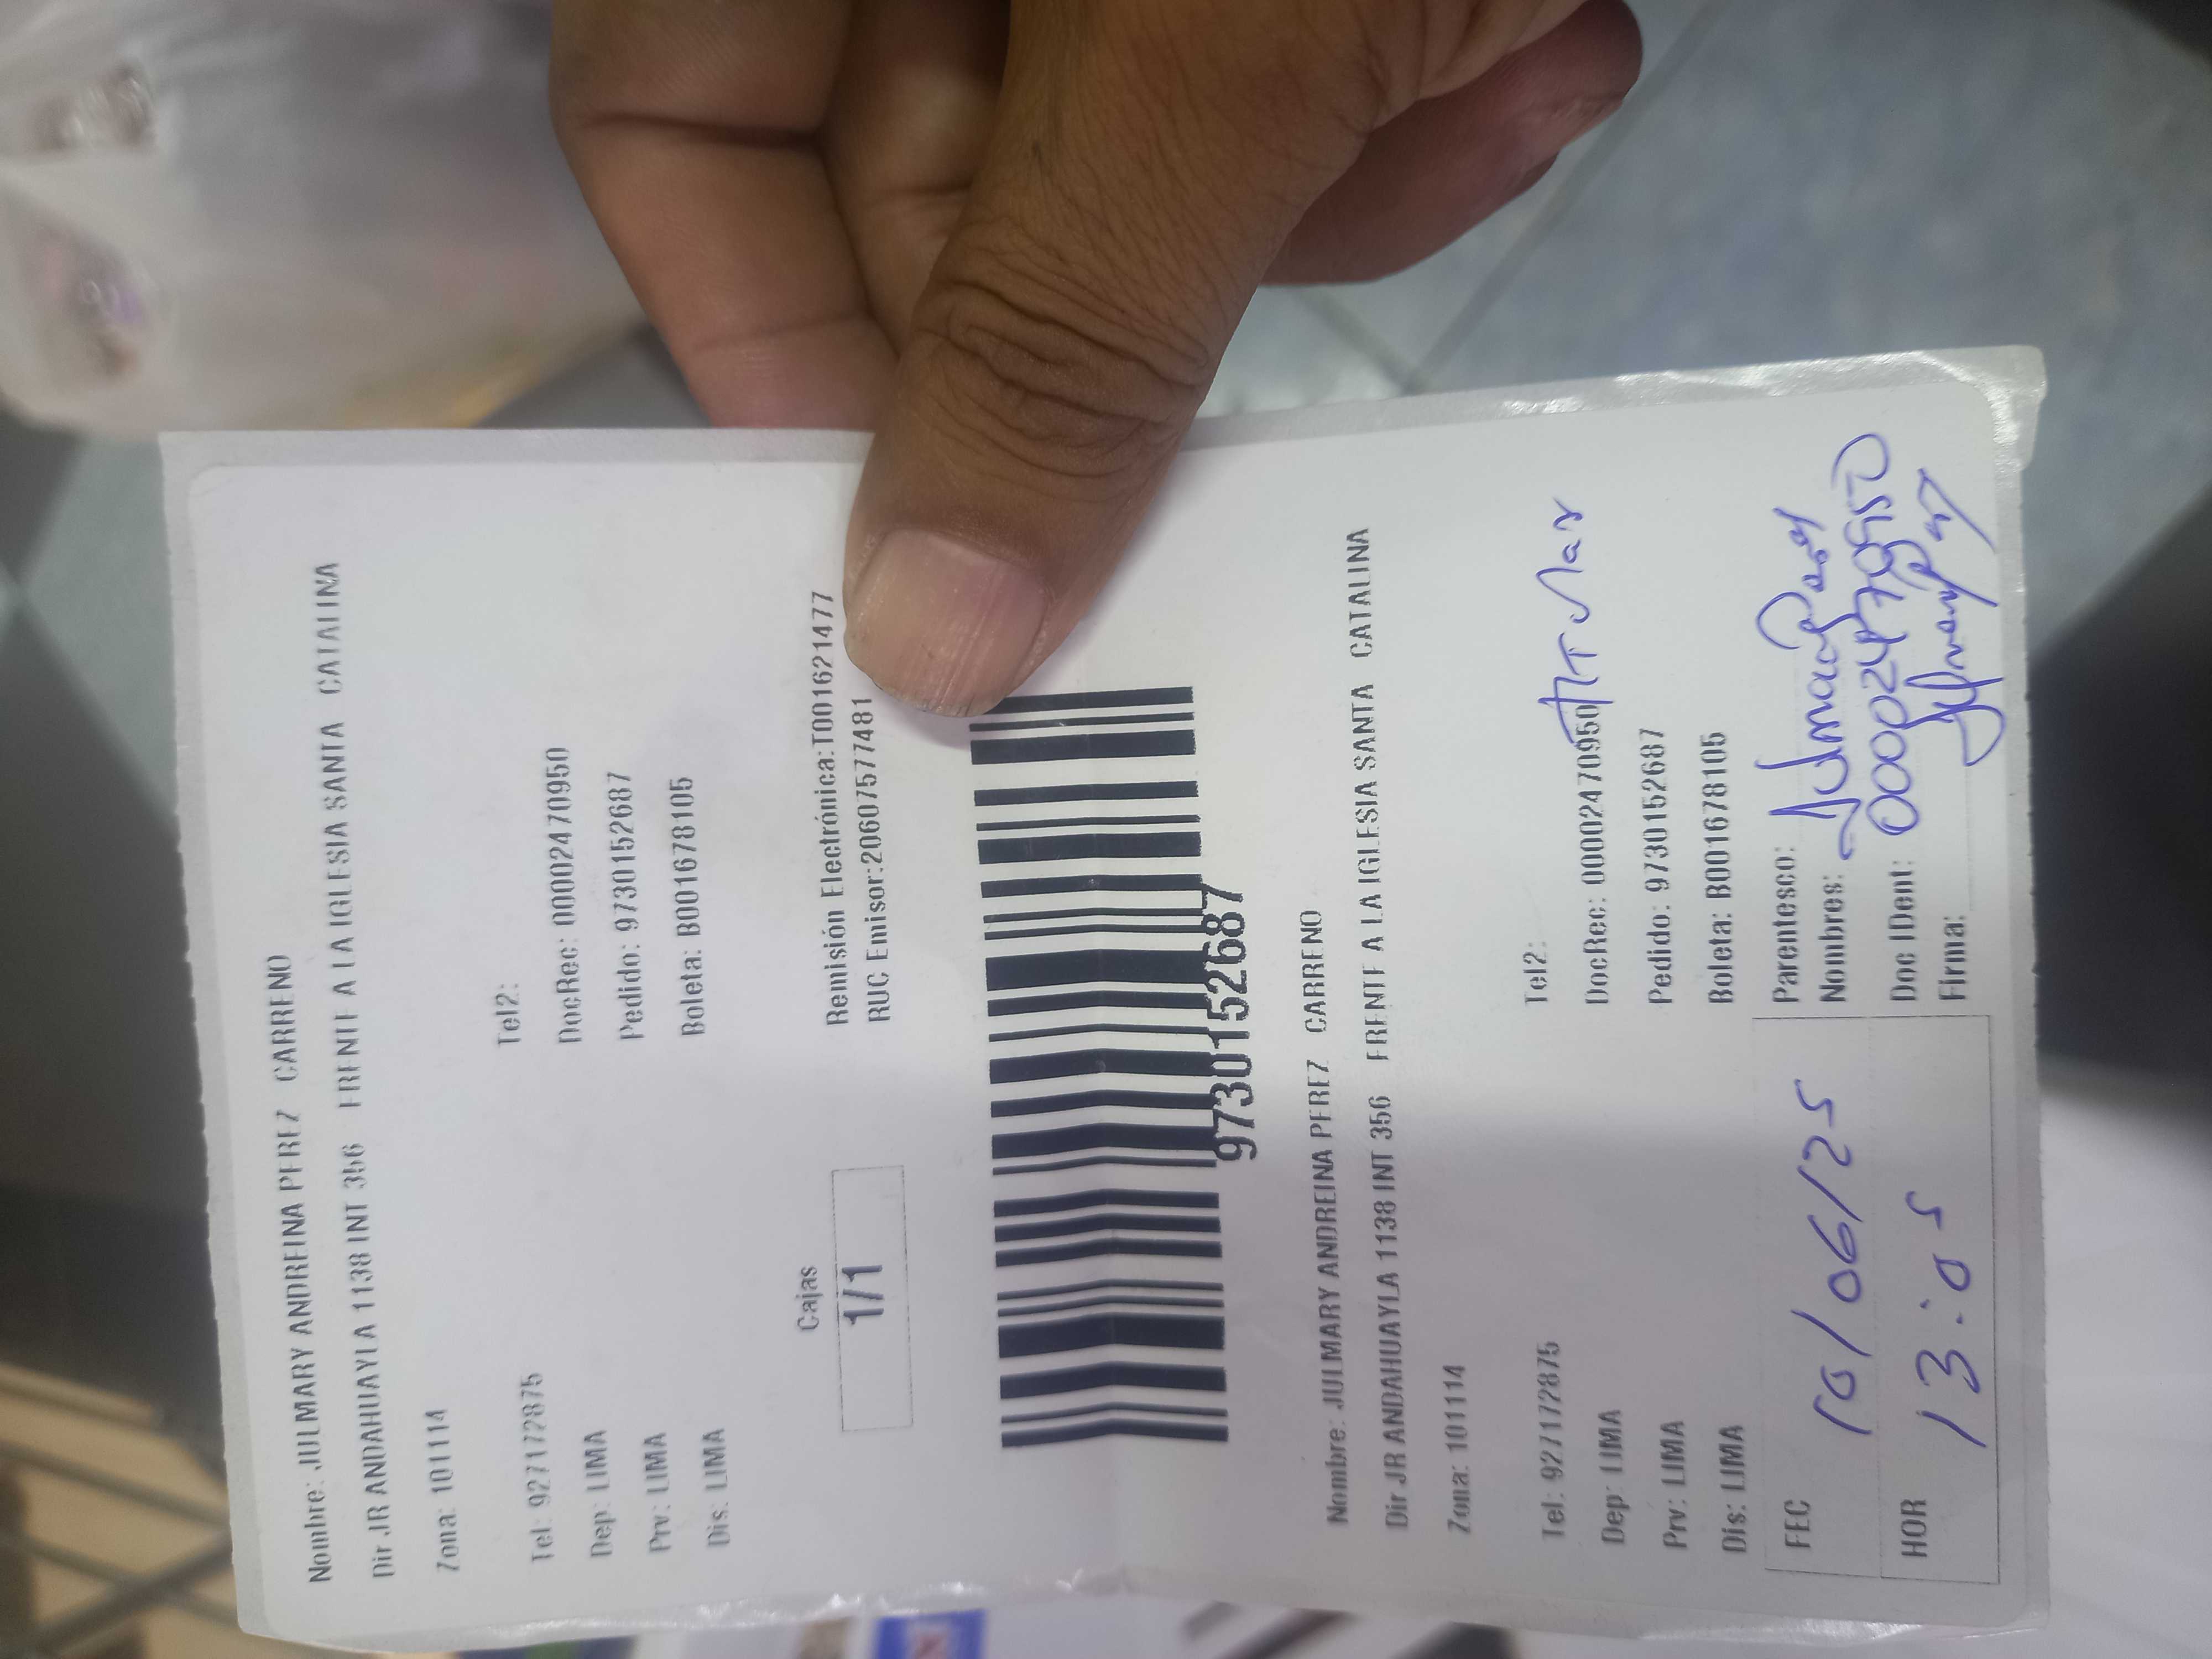 Nombre: JULMARY ANDREINA PEREZ CARRENO
Dir JR ANDAHUAYLA 1138 INT 356 FRENTE A LA IGLESIA SANTA CATALINA
Zona: 101114
Tel: 927172875
Tel2:
Dep: LIMA
DocRec: 00002470950
Prv: LIMA
Pedido: 9730152687
Dis: LIMA
Boleta: B001678105
Cajas
1/1
Remisión Electrónica:T001621477
RUC Emisor:20607577481
9730152687
Nombre: JULMARY ANDREINA PEREZ CARRENO
Dir JR ANDAHUAYLA 1138 INT 356 FRENTE A LA IGLESIA SANTA CATALINA
Zona: 101114
Tel: 927172875
Tel2:
Dep: LIMA
DocRec: 00002470950
Prv: LIMA
Pedido: 9730152687
Dis: LIMA
Boleta: B001678105
FEC 10/06/25
HOR 13:05
Parentesco:
Nombres:
Doc IDent: 00002470950
Firma: